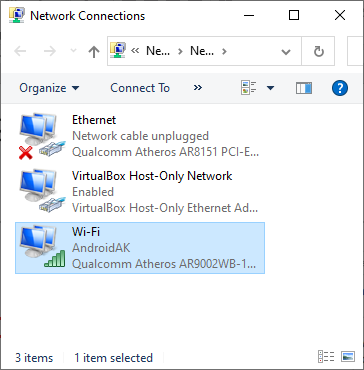 Network Connections
« Ne... > Ne... >
Organize Connect To »
Ethernet
Network cable unplugged
Qualcomm Atheros AR8151 PCI-E...
VirtualBox Host-Only Network
Enabled
VirtualBox Host-Only Ethernet Ad...
Wi-Fi
AndroidAK
Qualcomm Atheros AR9002WB-1...
3 items 1 item selected